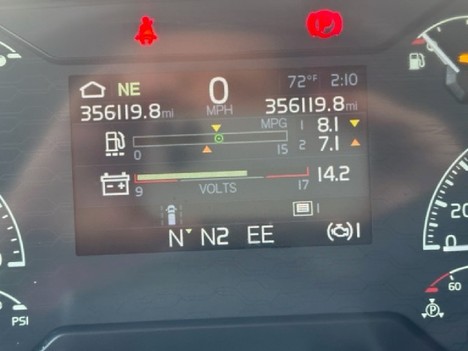 NE 0 72°F 2:10
356119.8mi MPH 356119.8mi
MPG 1 8.1
0 15 2 7.1
9 VOLTS 17 14.2
1
N N2 EE 1
20
60
PSI
P